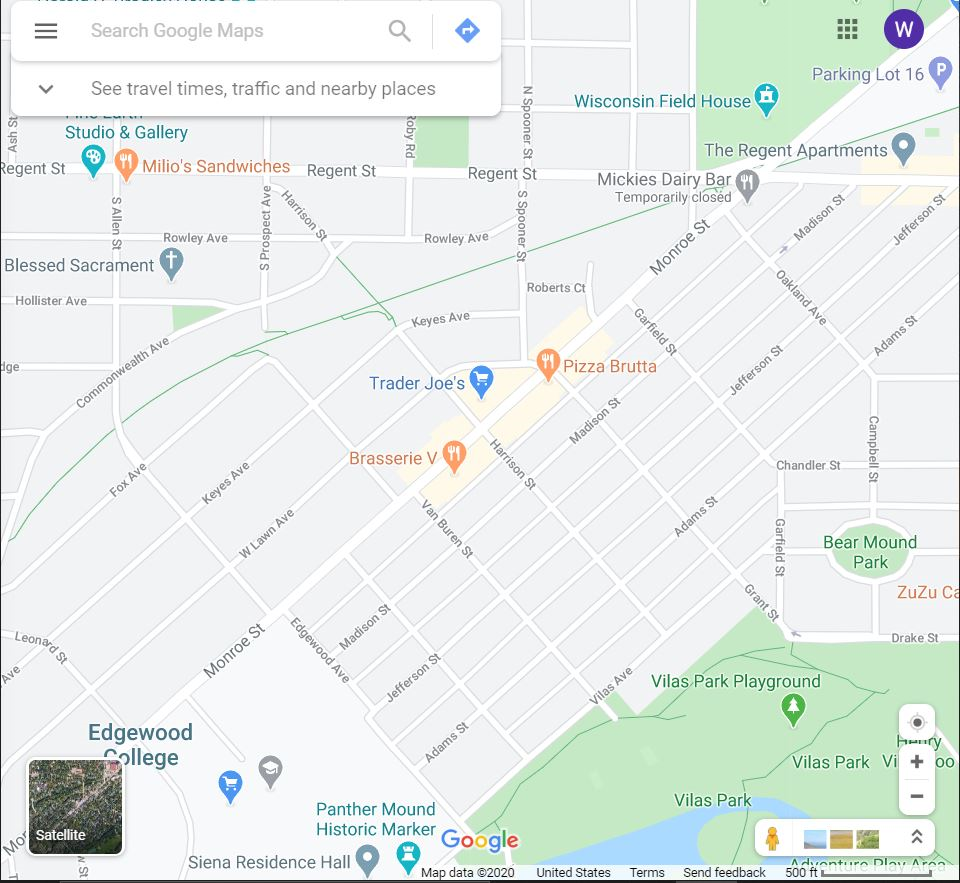 Search Google Maps
W
See travel times, traffic and nearby places
Parking Lot 16
Wisconsin Field House
Ash St
Studio & Gallery
Roby Rd
N Spooner St
The Regent Apartments
Milio's Sandwiches
Regent St
Regent St
Regent St
Mickies Dairy Bar
Temporarily closed
S Allen St
S Prospect Ave
Harrison St
S Spooner St
Madison St
Jefferson St
Monroe St
Rowley Ave
Rowley Ave
Blessed Sacrament
Hollister Ave
Roberts Ct
Oakland Ave
Keyes Ave
Garfield St
Adams St
Commonwealth Ave
Pizza Brutta
Trader Joe's
Jefferson St
Madison St
Brasserie V
Harrison St
Campbell St
Chandler St
Fox Ave
Keyes Ave
W Lawn Ave
Van Buren St
Adams St
Garfield St
Bear Mound
Park
ZuZu Ca
Grant St
Madison St
Edgewood Ave
Monroe St
Leonard St
Ave
Drake St
Jefferson St
Vilas Ave
Vilas Park Playground
Adams St
Edgewood
College
Henry
Vilas Park
Vilas Park
Satellite
Panther Mound
Historic Marker
Google
Siena Residence Hall
Adventure Play Area
Map data ©2020
United States
Terms
Send feedback
500 ft